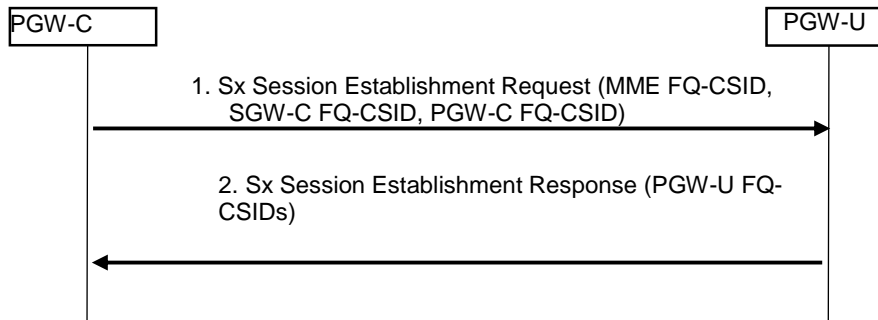 PGW-C
PGW-U
1. Sx Session Establishment Request (MME FQ-CSID,
SGW-C FQ-CSID, PGW-C FQ-CSID)
2. Sx Session Establishment Response (PGW-U FQ-
CSIDs)